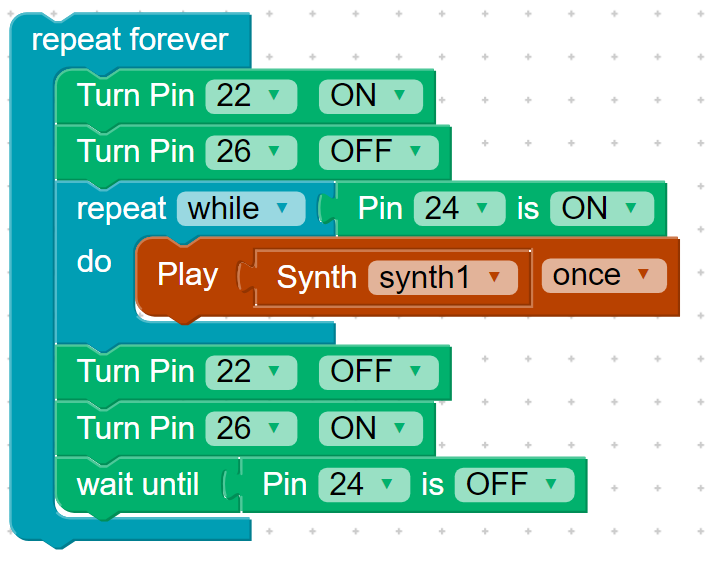 repeat forever
Turn Pin 22 ON
Turn Pin 26 OFF
repeat while Pin 24 is ON
do Play Synth synth1 once
Turn Pin 22 OFF
Turn Pin 26 ON
wait until Pin 24 is OFF